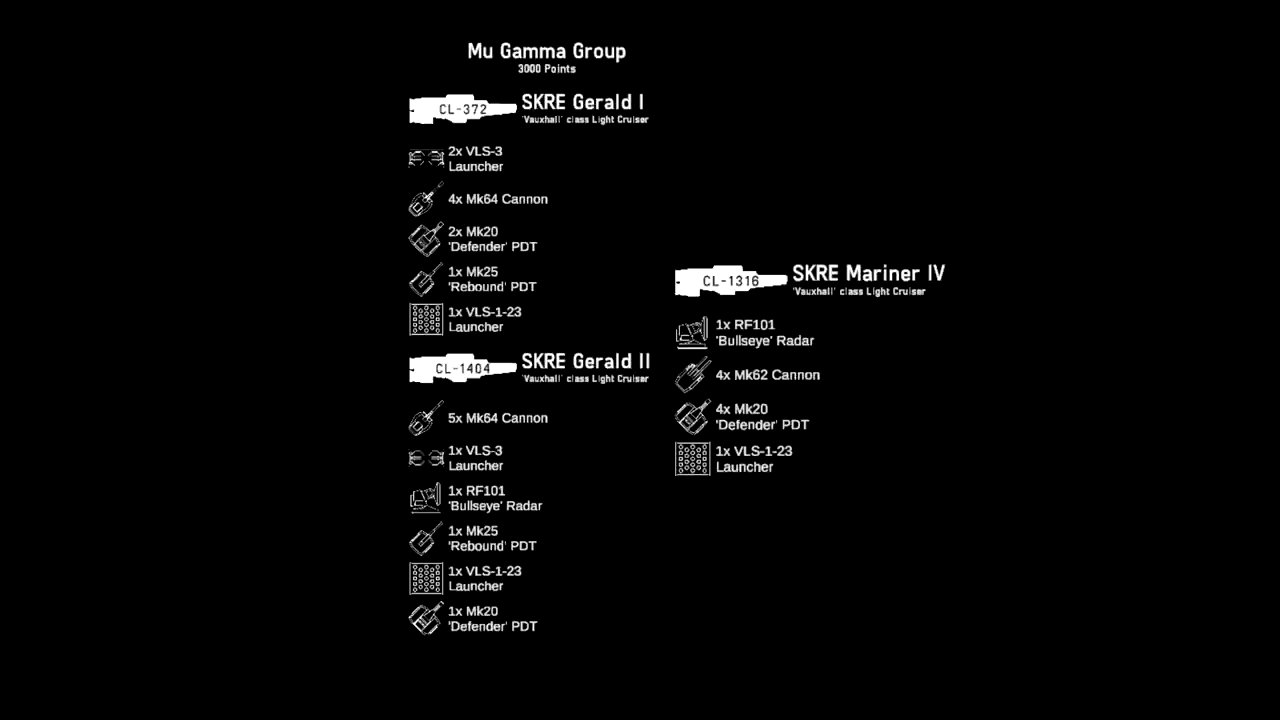 Mu Gamma Group
3000 Points
CL-372
SKRE Gerald I
'Vauxhall' class Light Cruiser
2x VLS-3
Launcher
4x Mk64 Cannon
2x Mk20
'Defender' PDT
1x Mk25
'Rebound' PDT
1x VLS-1-23
Launcher
CL-1404
SKRE Gerald II
'Vauxhall' class Light Cruiser
5x Mk64 Cannon
1x VLS-3
Launcher
1x RF101
'Bullseye' Radar
1x Mk25
'Rebound' PDT
1x VLS-1-23
Launcher
1x Mk20
'Defender' PDT
CL-1316
SKRE Mariner IV
'Vauxhall' class Light Cruiser
1x RF101
'Bullseye' Radar
4x Mk62 Cannon
4x Mk20
'Defender' PDT
1x VLS-1-23
Launcher